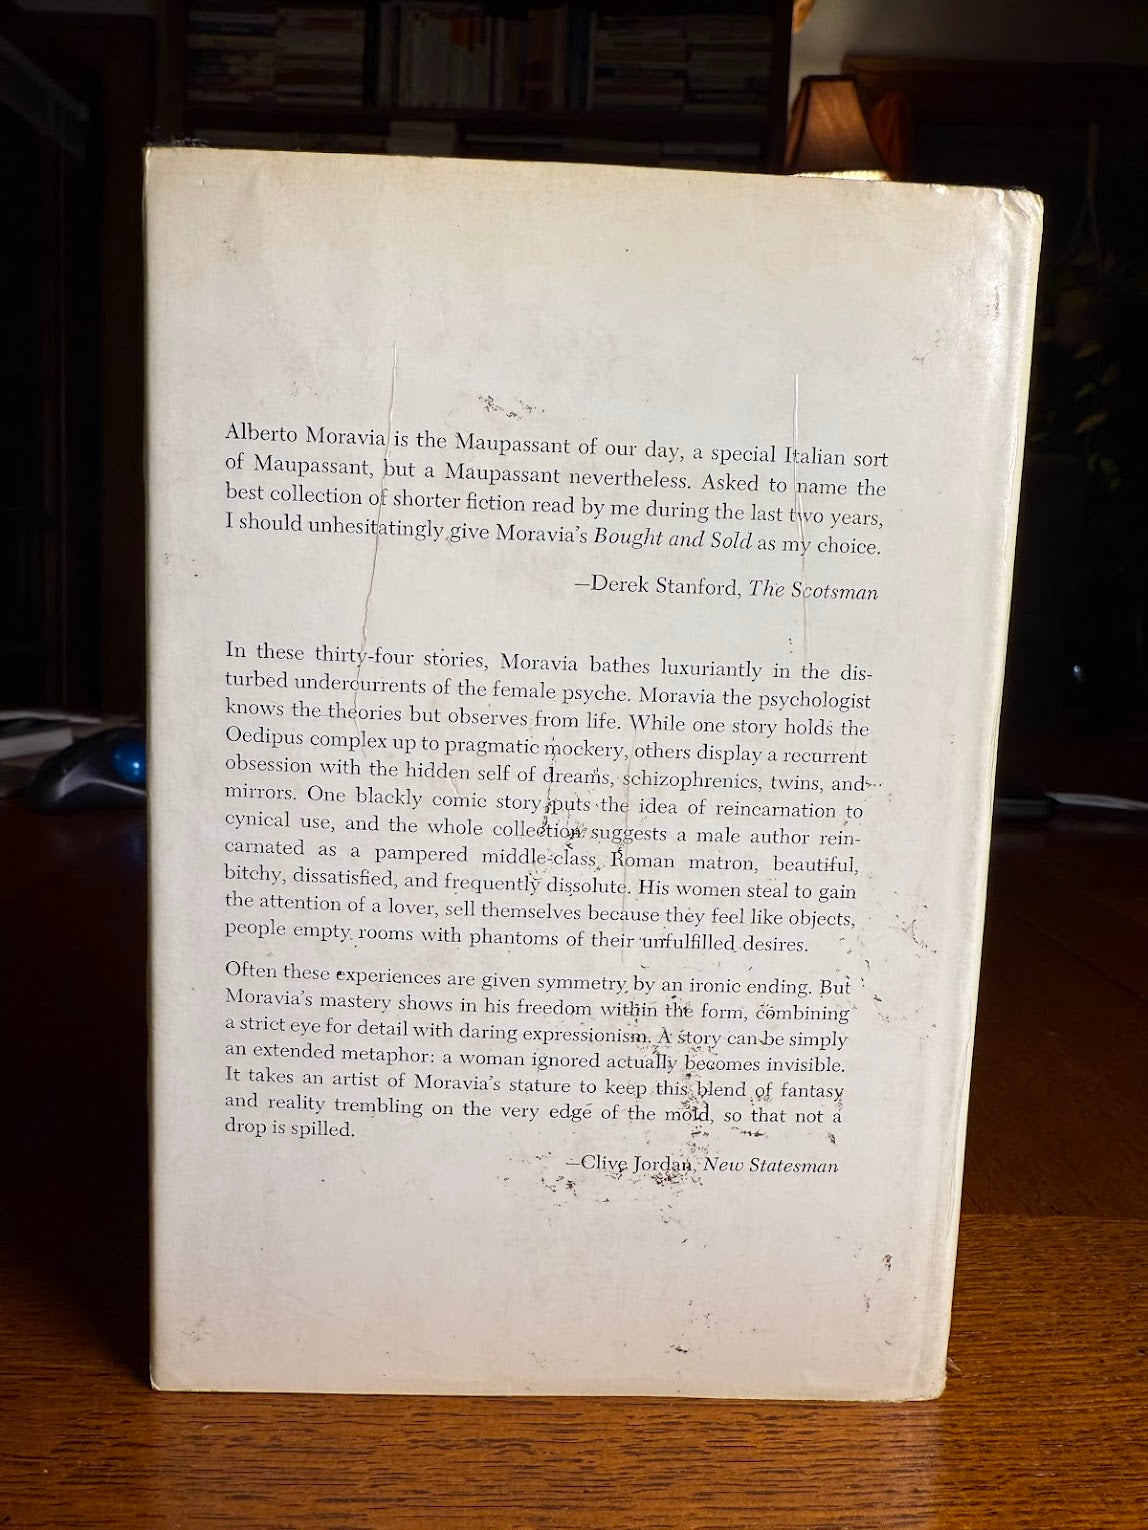 Alberto Moravia is the Maupassant of our day, a special Italian sort
of Maupassant, but a Maupassant nevertheless. Asked to name the
best collection of shorter fiction read by me during the last two years,
I should unhesitatingly give Moravia's Bought and Sold as my choice.
—Derek Stanford, The Scotsman
In these thirty-four stories, Moravia bathes luxuriantly in the dis-
turbed undercurrents of the female psyche. Moravia the psychologist
knows the theories but observes from life. While one story holds the
Oedipus complex up to pragmatic mockery, others display a recurrent
obsession with the hidden self of dreams, schizophrenics, twins, and
mirrors. One blackly comic story puts the idea of reincarnation to
cynical use, and the whole collection suggests a male author rein-
carnated as a pampered middle-class Roman matron, beautiful,
bitchy, dissatisfied, and frequently dissolute. His women steal to gain
the attention of a lover, sell themselves because they feel like objects,
people empty rooms with phantoms of their unfulfilled desires.
Often these experiences are given symmetry by an ironic ending. But
Moravia's mastery shows in his freedom within the form, combining
a strict eye for detail with daring expressionism. A story can be simply
an extended metaphor: a woman ignored actually becomes invisible.
It takes an artist of Moravia's stature to keep this blend of fantasy
and reality trembling on the very edge of the mold, so that not a
drop is spilled.
—Clive Jordan, New Statesman